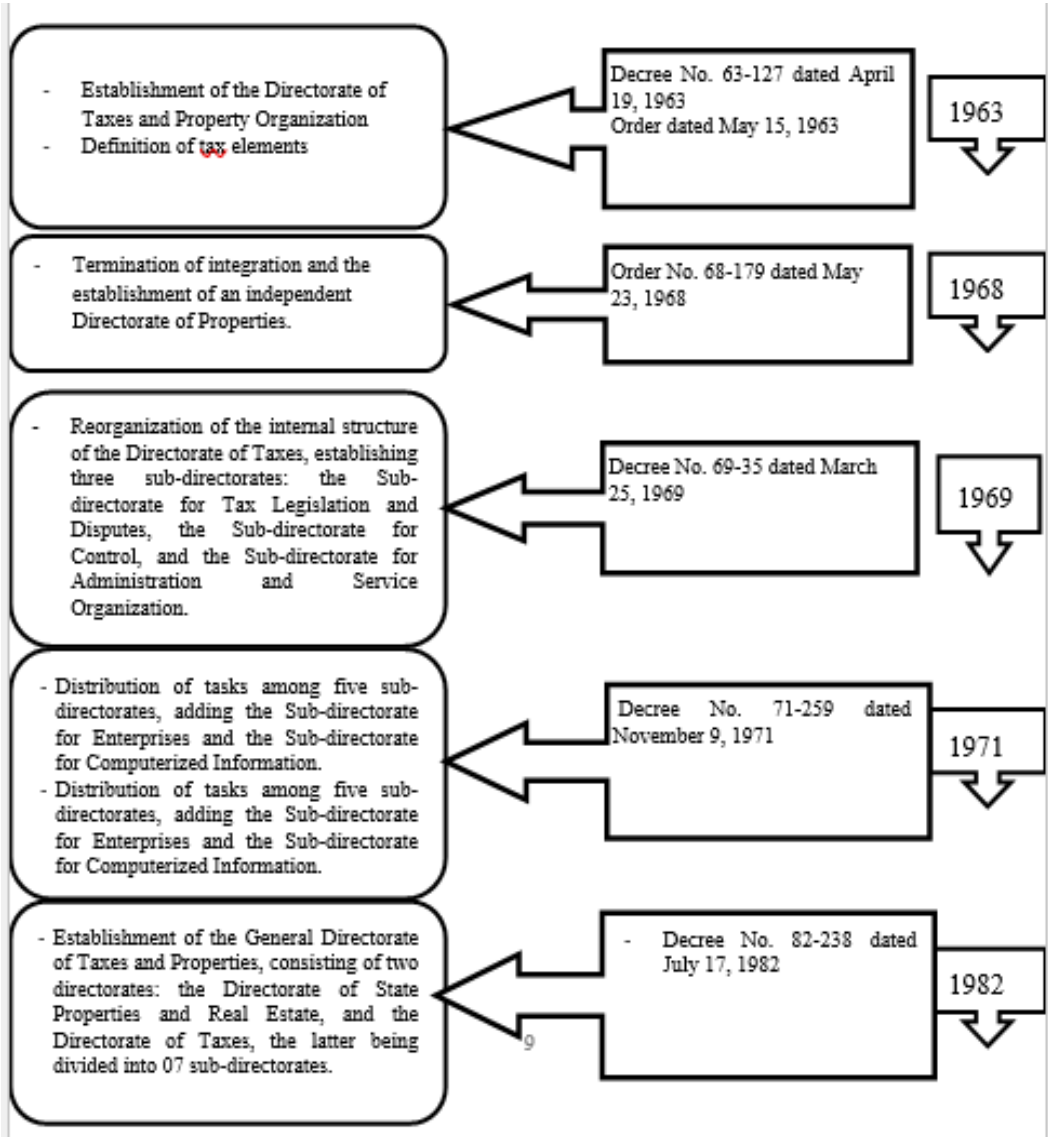 - Establishment of the Directorate of
Taxes and Property Organization
- Definition of tax elements
Decree No. 63-127 dated April
19, 1963
Order dated May 15, 1963
1963
- Termination of integration and the
establishment of an independent
Directorate of Properties.
Order No. 68-179 dated May
23, 1968
1968
- Reorganization of the internal structure
of the Directorate of Taxes, establishing
three sub-directorates: the Sub-
directorate for Tax Legislation and
Disputes, the Sub-directorate for
Control, and the Sub-directorate for
Administration and Service
Organization.
Decree No. 69-35 dated March
25, 1969
1969
- Distribution of tasks among five sub-
directorates, adding the Sub-directorate
for Enterprises and the Sub-directorate
for Computerized Information.
- Distribution of tasks among five sub-
directorates, adding the Sub-directorate
for Enterprises and the Sub-directorate
for Computerized Information.
Decree No. 71-259 dated
November 9, 1971
1971
- Establishment of the General Directorate
of Taxes and Properties, consisting of two
directorates: the Directorate of State
Properties and Real Estate, and the
Directorate of Taxes, the latter being
divided into 07 sub-directorates.
- Decree No. 82-238 dated
July 17, 1982
1982
9